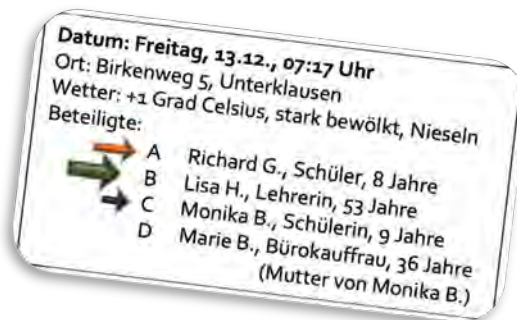 Datum: Freitag, 13.12., 07:17 Uhr
Ort: Birkenweg 5, Unterklausen
Wetter: +1 Grad Celsius, stark bewölkt, Nieseln
Beteiligte:
A Richard G., Schüler, 8 Jahre
B Lisa H., Lehrerin, 53 Jahre
C Monika B., Schülerin, 9 Jahre
D Marie B., Bürokauffrau, 36 Jahre
(Mutter von Monika B.)